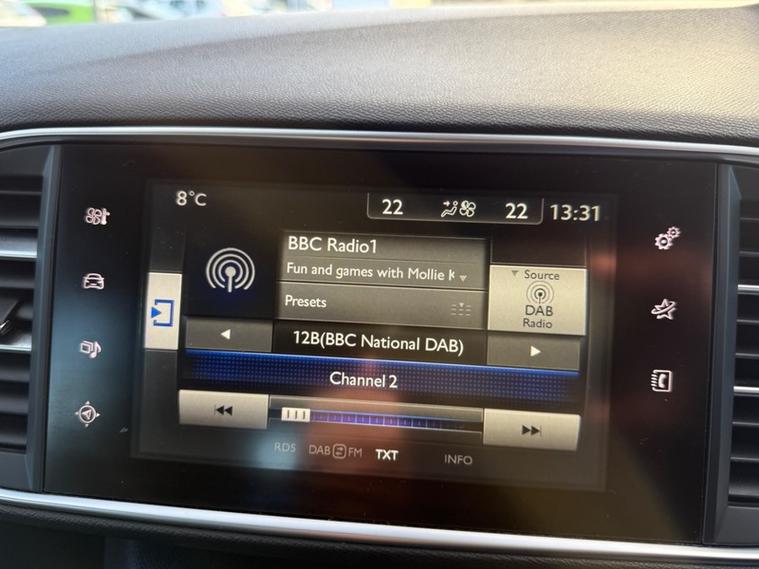 8°C
22
22
13:31
BBC Radio1
Fun and games with Mollie K
Source
DAB
Radio
Presets
12B(BBC National DAB)
Channel 2
RDS
DAB FM
TXT
INFO